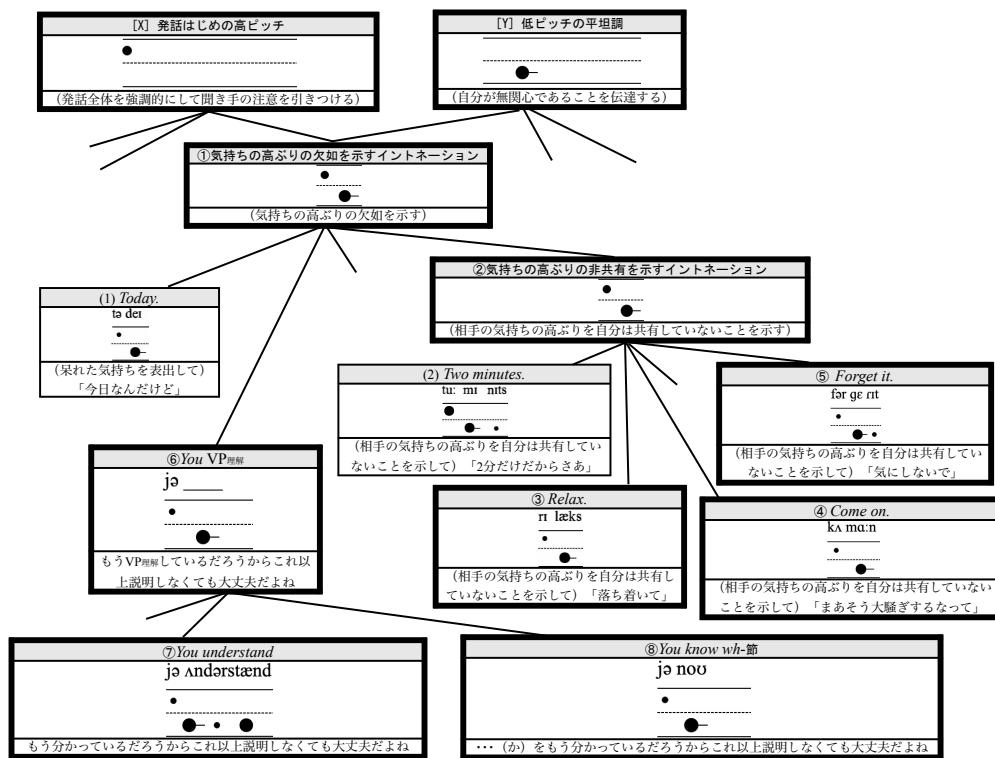 [X] 発話はじめの高ピッチ
(発話全体を強調的にして聞き手の注意を引きつける)
[Y] 低ピッチの平坦調
(自分が無関心であることを伝達する)
①気持ちの高ぶりの欠如を示すイントネーション
(気持ちの高ぶりの欠如を示す)
②気持ちの高ぶりの非共有を示すイントネーション
(相手の気持ちの高ぶりを自分は共有していないことを示す)
(1) Today.
tə deɪ
(呆れた気持ちを表出して)
「今日なんだけど」
(2) Two minutes.
tuː mɪ nɪts
(相手の気持ちの高ぶりを自分は共有してい
ないことを示して)「2分だけだからさあ」
⑤ Forget it.
fər gɛ rɪt
(相手の気持ちの高ぶりを自分は共有してい
ないことを示して)「気にしないで」
⑥You VP理解
jə ____
もうVP理解しているだろうからこれ以
上説明しなくても大丈夫だよね
③ Relax.
rɪ læks
(相手の気持ちの高ぶりを自分は共有し
ていないことを示して)「落ち着いて」
④ Come on.
kʌ mɑːn
(相手の気持ちの高ぶりを自分は共有していない
ことを示して)「まあそう大騒ぎするなって」
⑦You understand
jə ʌndərstænd
もう分かっているだろうからこれ以上説明しなくても大丈夫だよね
⑧You know wh-節
jə noʊ
…(か)をもう分かっているだろうからこれ以上説明しなくても大丈夫だよね